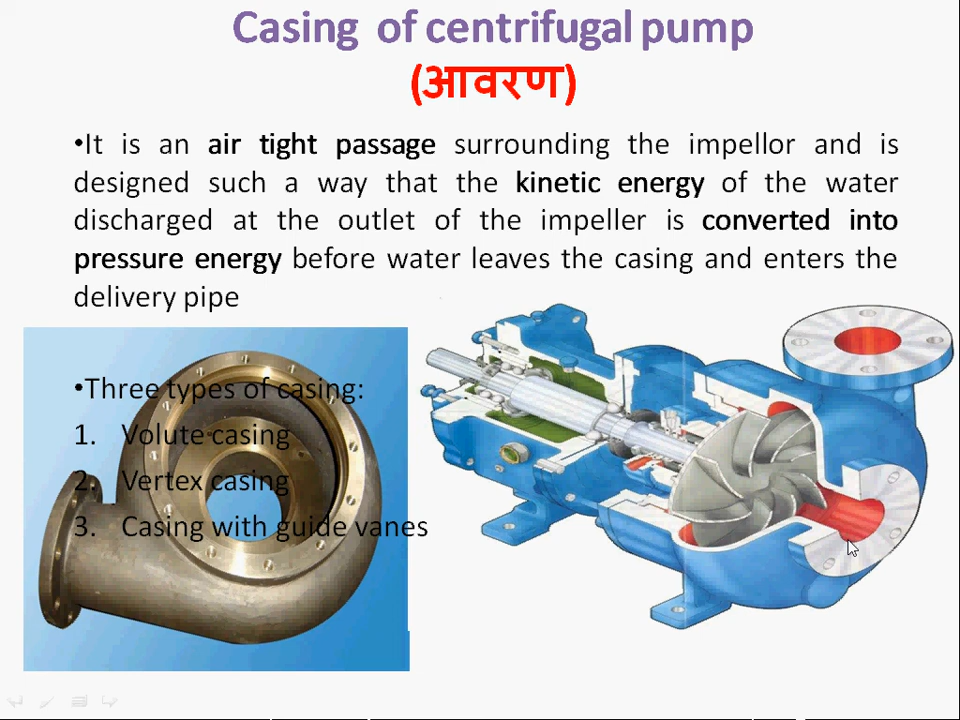 Casing of centrifugal pump
(आवरण)
•It is an air tight passage surrounding the impellor and is
designed such a way that the kinetic energy of the water
discharged at the outlet of the impeller is converted into
pressure energy before water leaves the casing and enters the
delivery pipe
•Three types of casing:
1. Volute casing
2. Vertex casing
3. Casing with guide vanes